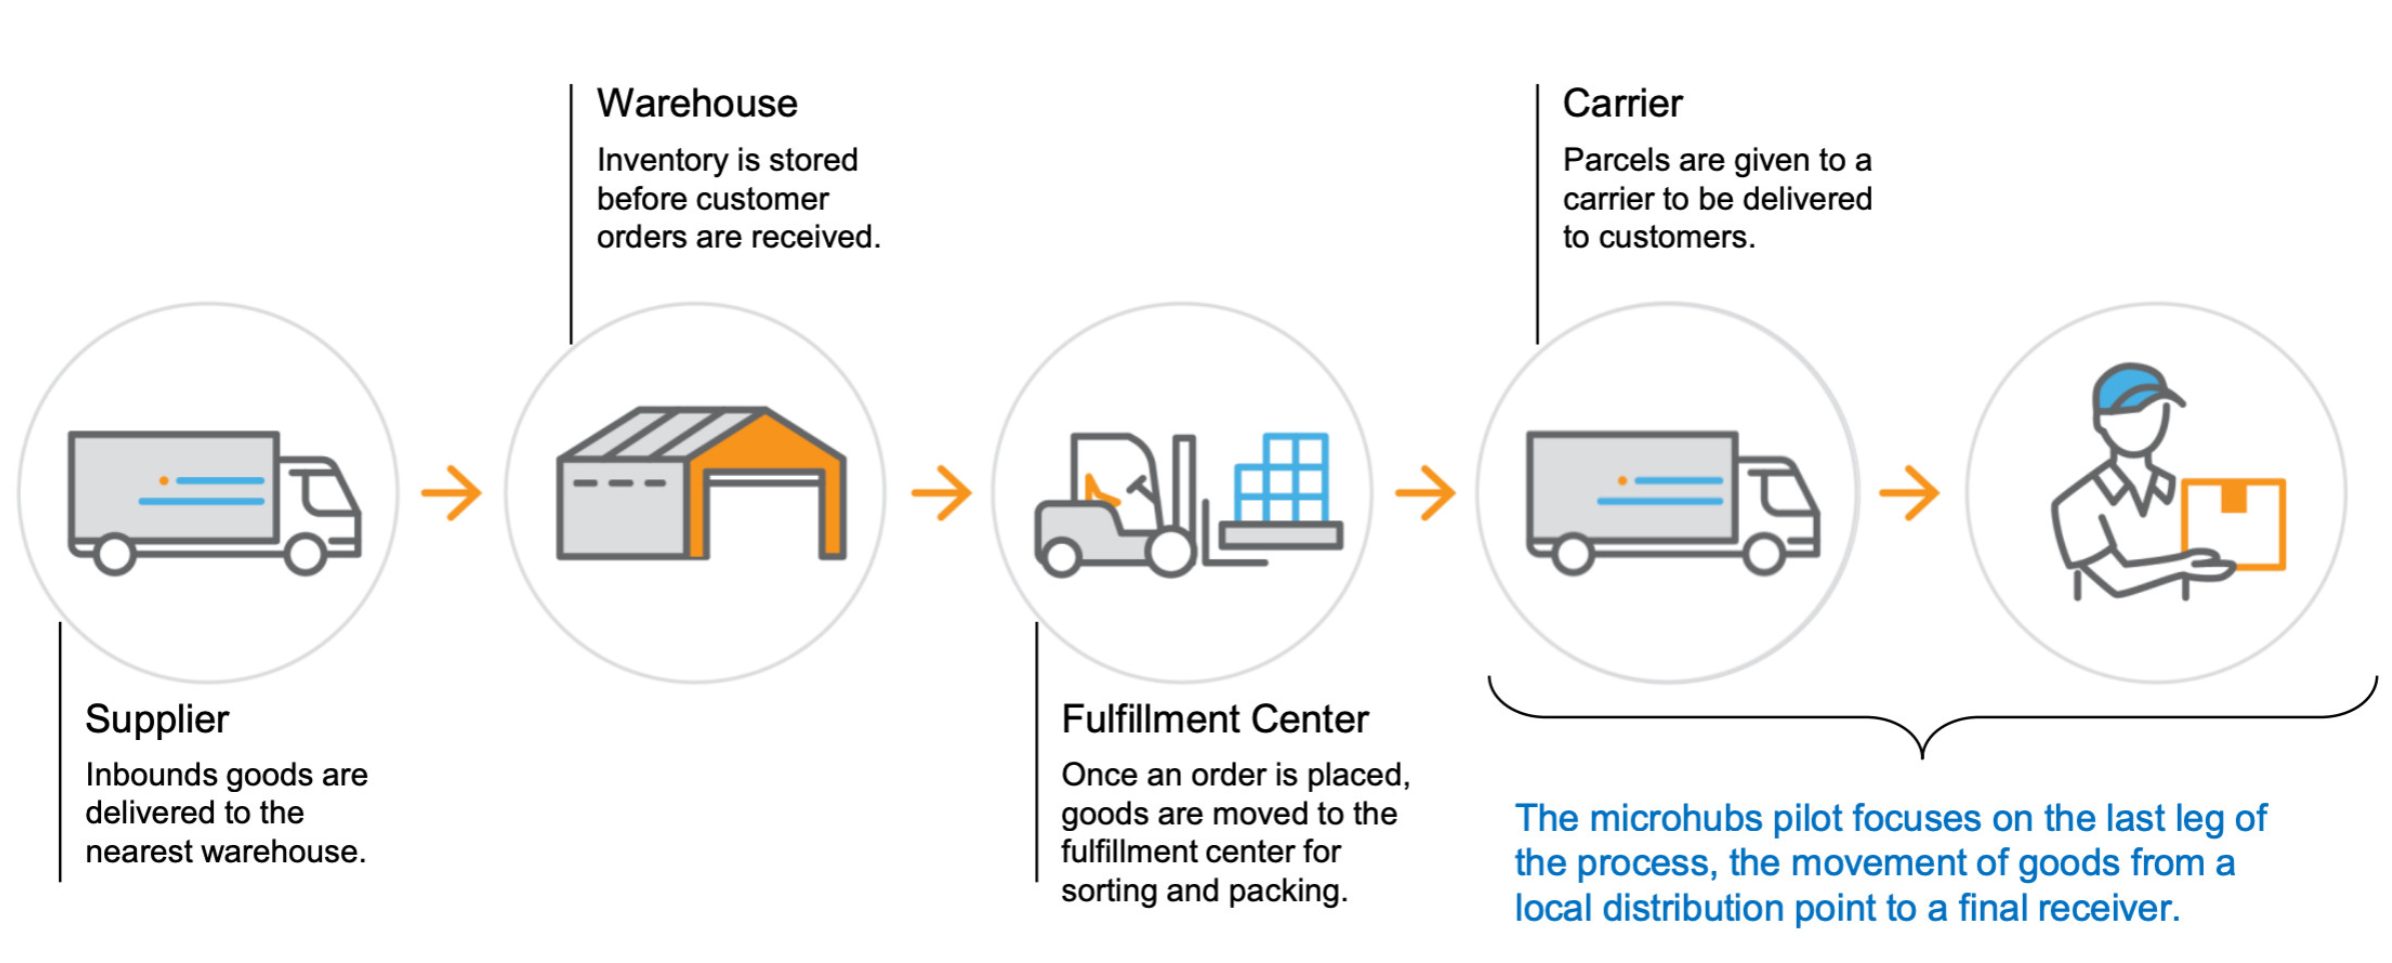 Warehouse
Inventory is stored
before customer
orders are received.
Carrier
Parcels are given to a
carrier to be delivered
to customers.
Supplier
Inbounds goods are
delivered to the
nearest warehouse.
Fulfillment Center
Once an order is placed,
goods are moved to the
fulfillment center for
sorting and packing.
The microhubs pilot focuses on the last leg of
the process, the movement of goods from a
local distribution point to a final receiver.